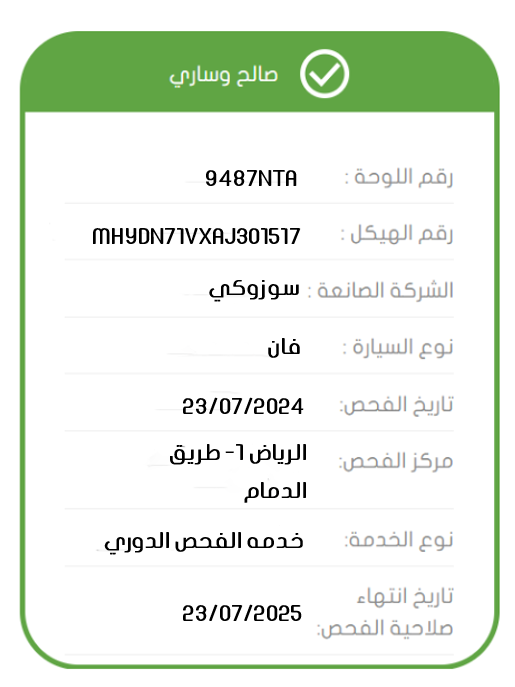 صالح وساري
رقم اللوحة : 9487NTA
رقم الهيكل : MHYDN71VXAJ301517
الشركة الصانعة : سوزوكي
نوع السيارة : فان
تاريخ الفحص: 23/07/2024
مركز الفحص: الرياض 1- طريق
الدمام
نوع الخدمة: خدمه الفحص الدوري
تاريخ انتهاء
صلاحية الفحص: 23/07/2025